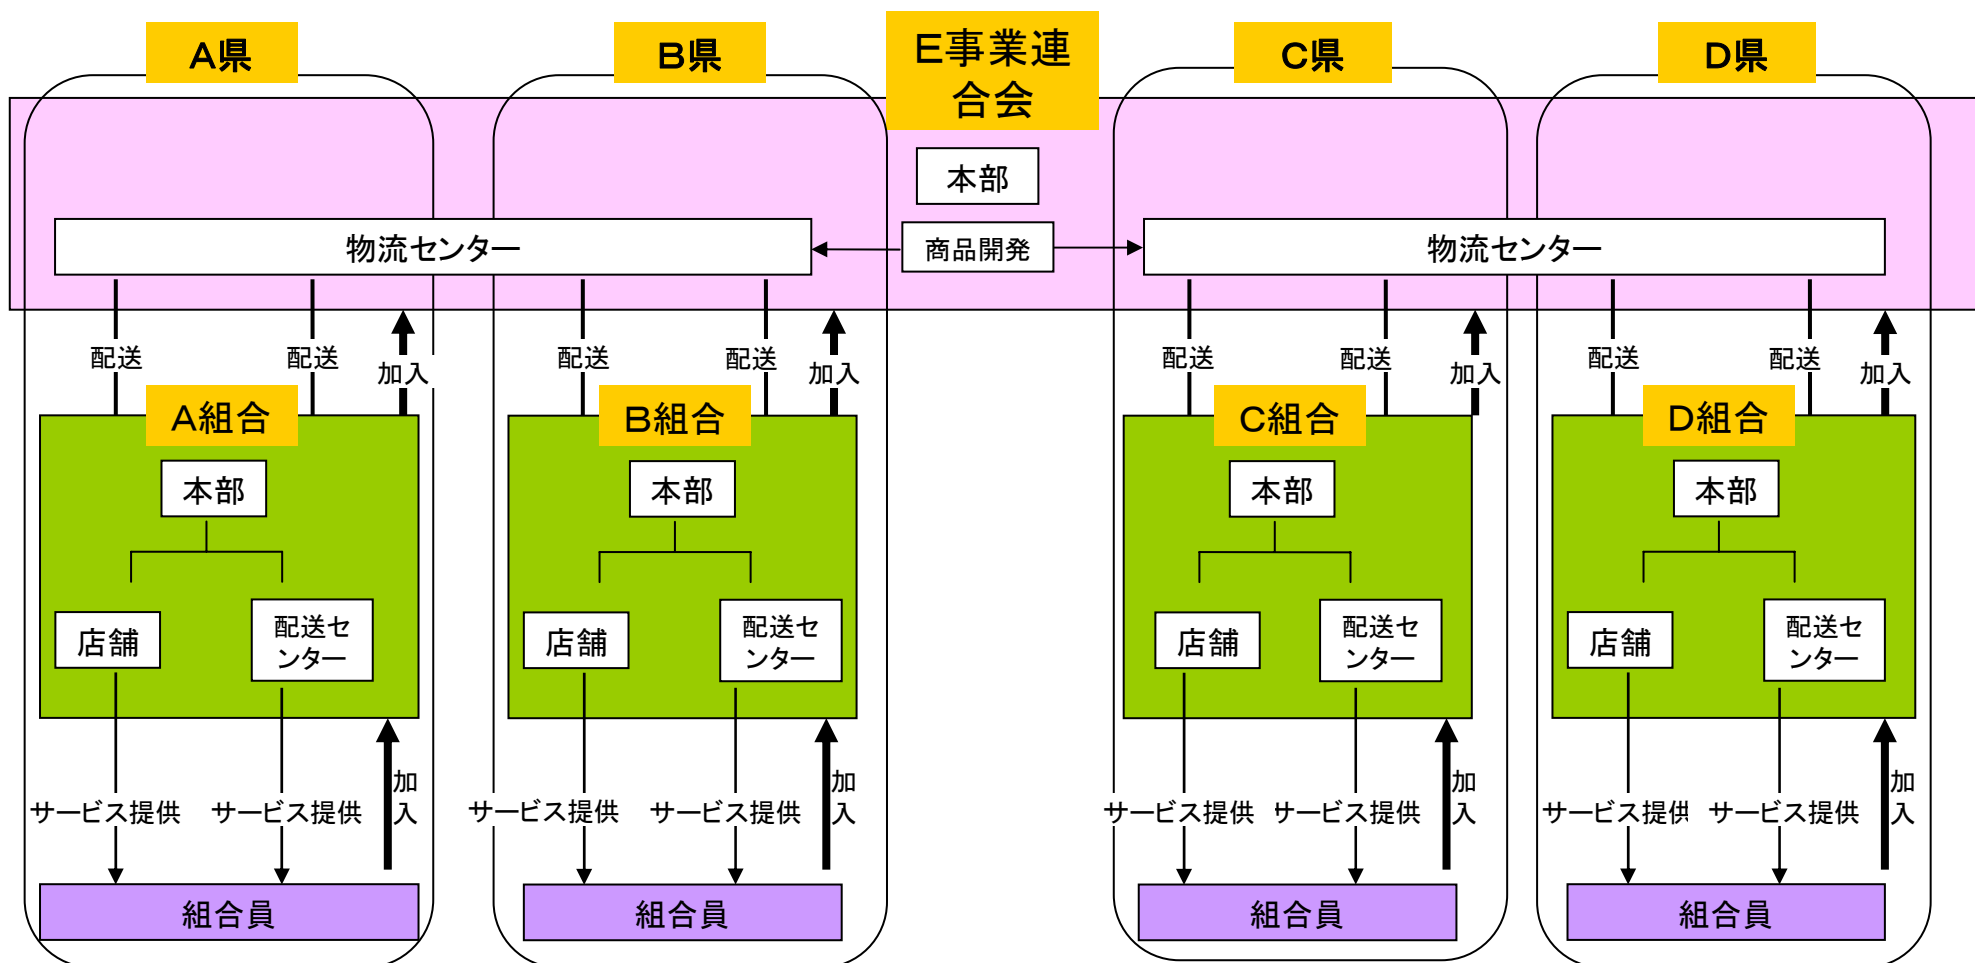 A県
B県
E事業連
合会
C県
D県
本部
物流センター
商品開発
物流センター
配送
配送
加入
配送
配送
加入
配送
配送
加入
配送
配送
加入
A組合
B組合
C組合
D組合
本部
本部
本部
本部
店舗
配送セ
ンター
店舗
配送セ
ンター
店舗
配送セ
ンター
店舗
配送セ
ンター
サービス提供
サービス提供
加
入
サービス提供
サービス提供
加
入
サービス提供
サービス提供
加
入
サービス提供
サービス提供
加
入
組合員
組合員
組合員
組合員